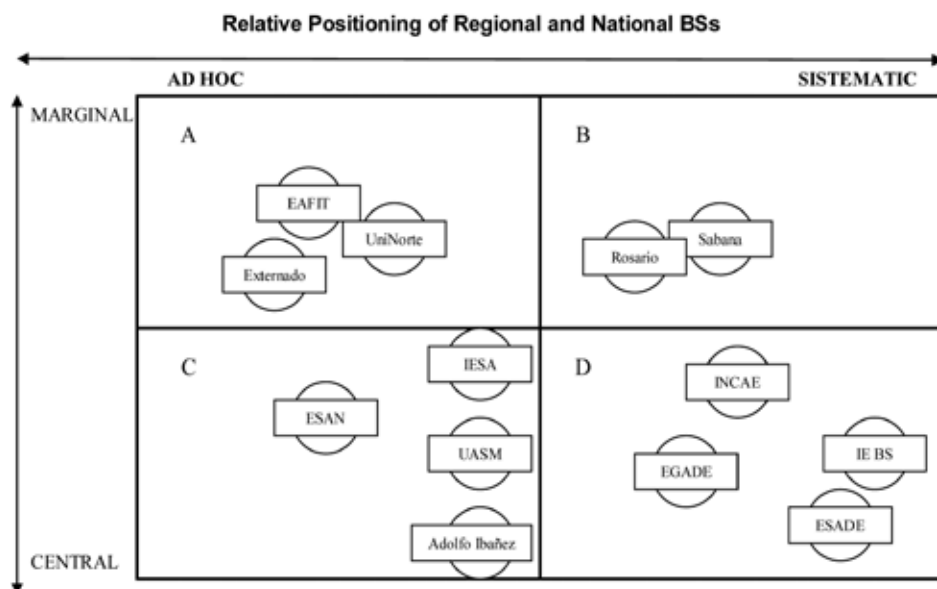 Relative Positioning of Regional and National BSs
AD HOC
SISTEMATIC
MARGINAL
A
B
EAFIT
UniNorte
Sabana
Rosario
Externado
C
D
IESA
INCAE
ESAN
UASM
IE BS
EGADE
ESADE
Adolfo Ibañez
CENTRAL